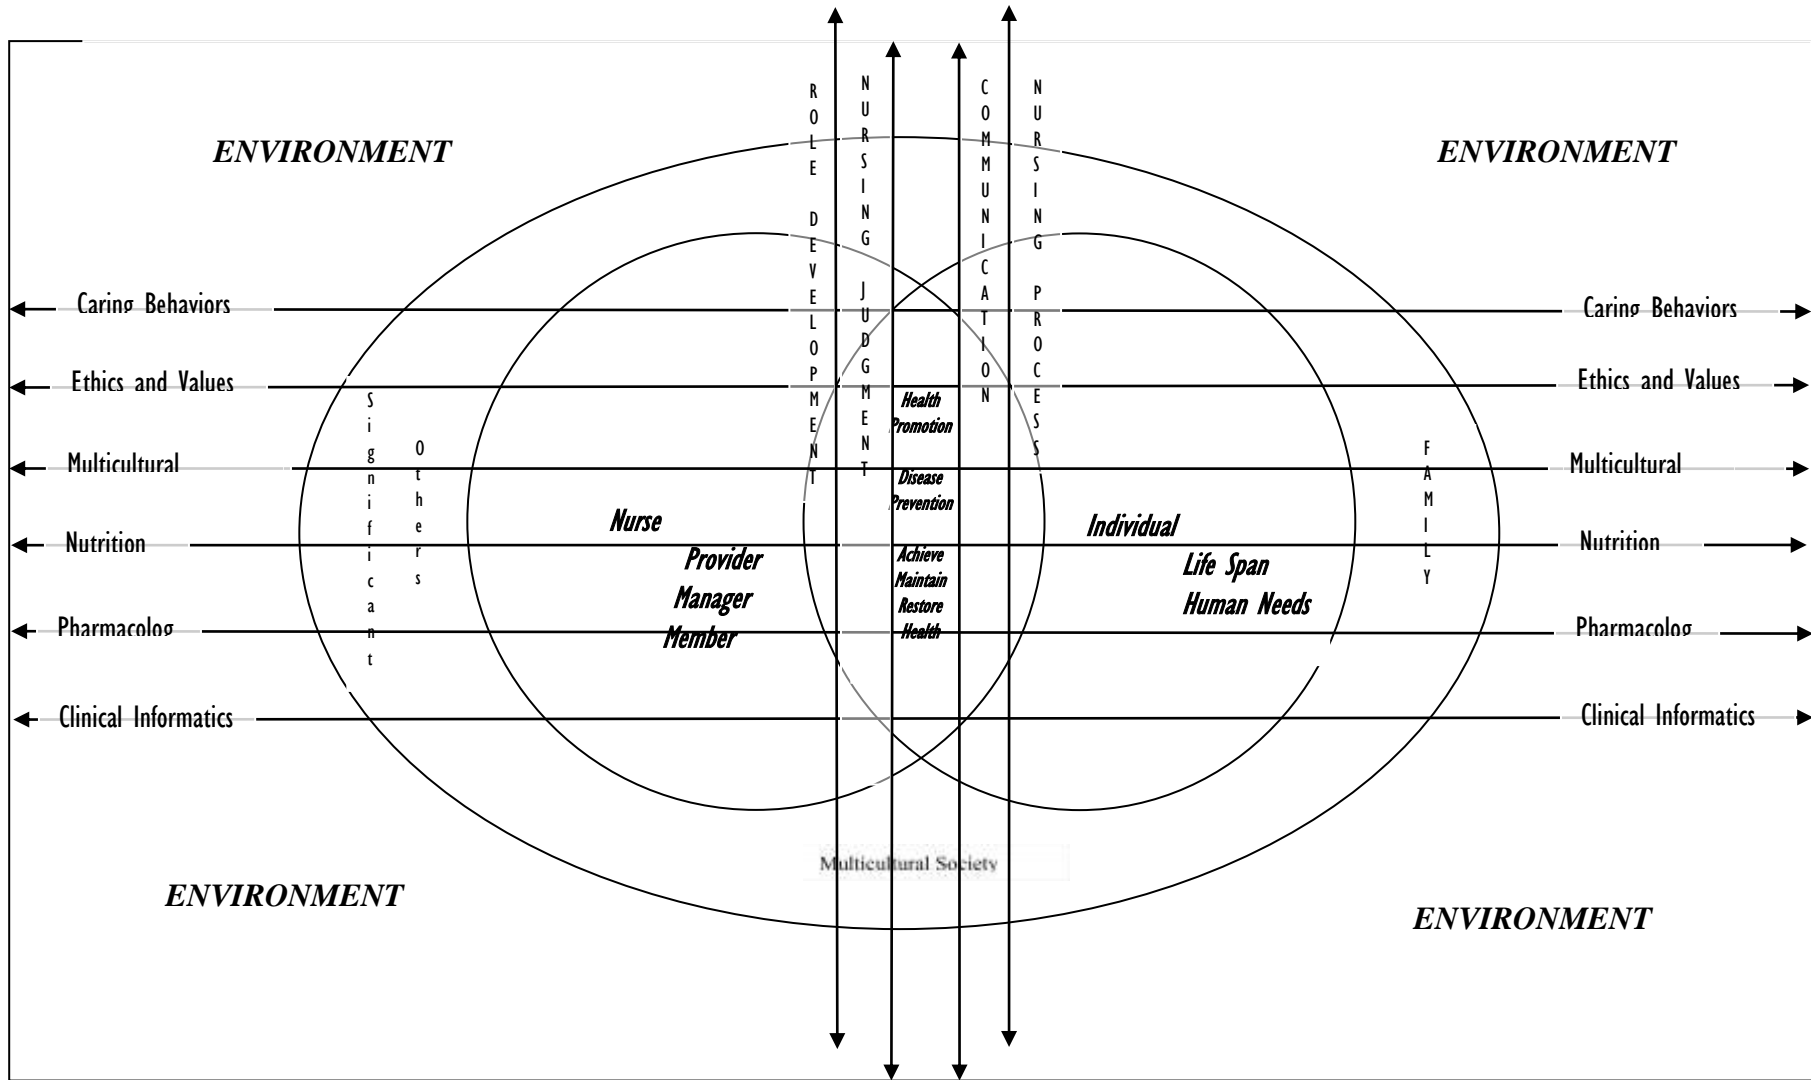 ROLE DEVELOPMENT
NURSING JUDGMENT
COMMUNICATION
NURSING PROCESS
ENVIRONMENT
ENVIRONMENT
Caring Behaviors
Caring Behaviors
Ethics and Values
Ethics and Values
Significant
Others
Health
Promotion
FAMILY
Multicultural
Multicultural
Disease
Prevention
Nurse
Individual
Nutrition
Nutrition
Provider
Manager
Member
Achieve
Maintain
Restore
Health
Life Span
Human Needs
Pharmacolog
Pharmacolog
Clinical Informatics
Clinical Informatics
Multicultural Society
ENVIRONMENT
ENVIRONMENT